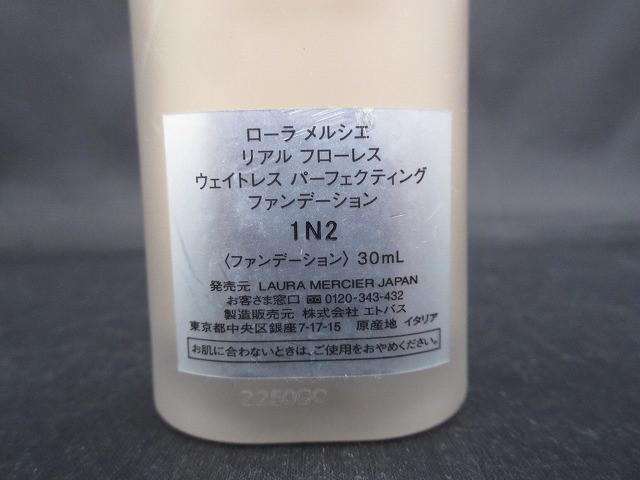 ローラ メルシエ
リアル フローレス
ウェイトレス パーフェクティング
ファンデーション
1N2
〈ファンデーション〉30mL
発売元 LAURA MERCIER JAPAN
お客さま窓口 0120-343-432
製造販売元 株式会社 エトバス
東京都中央区銀座7-17-15 原産地 イタリア
お肌に合わないときは、ご使用をおやめください。